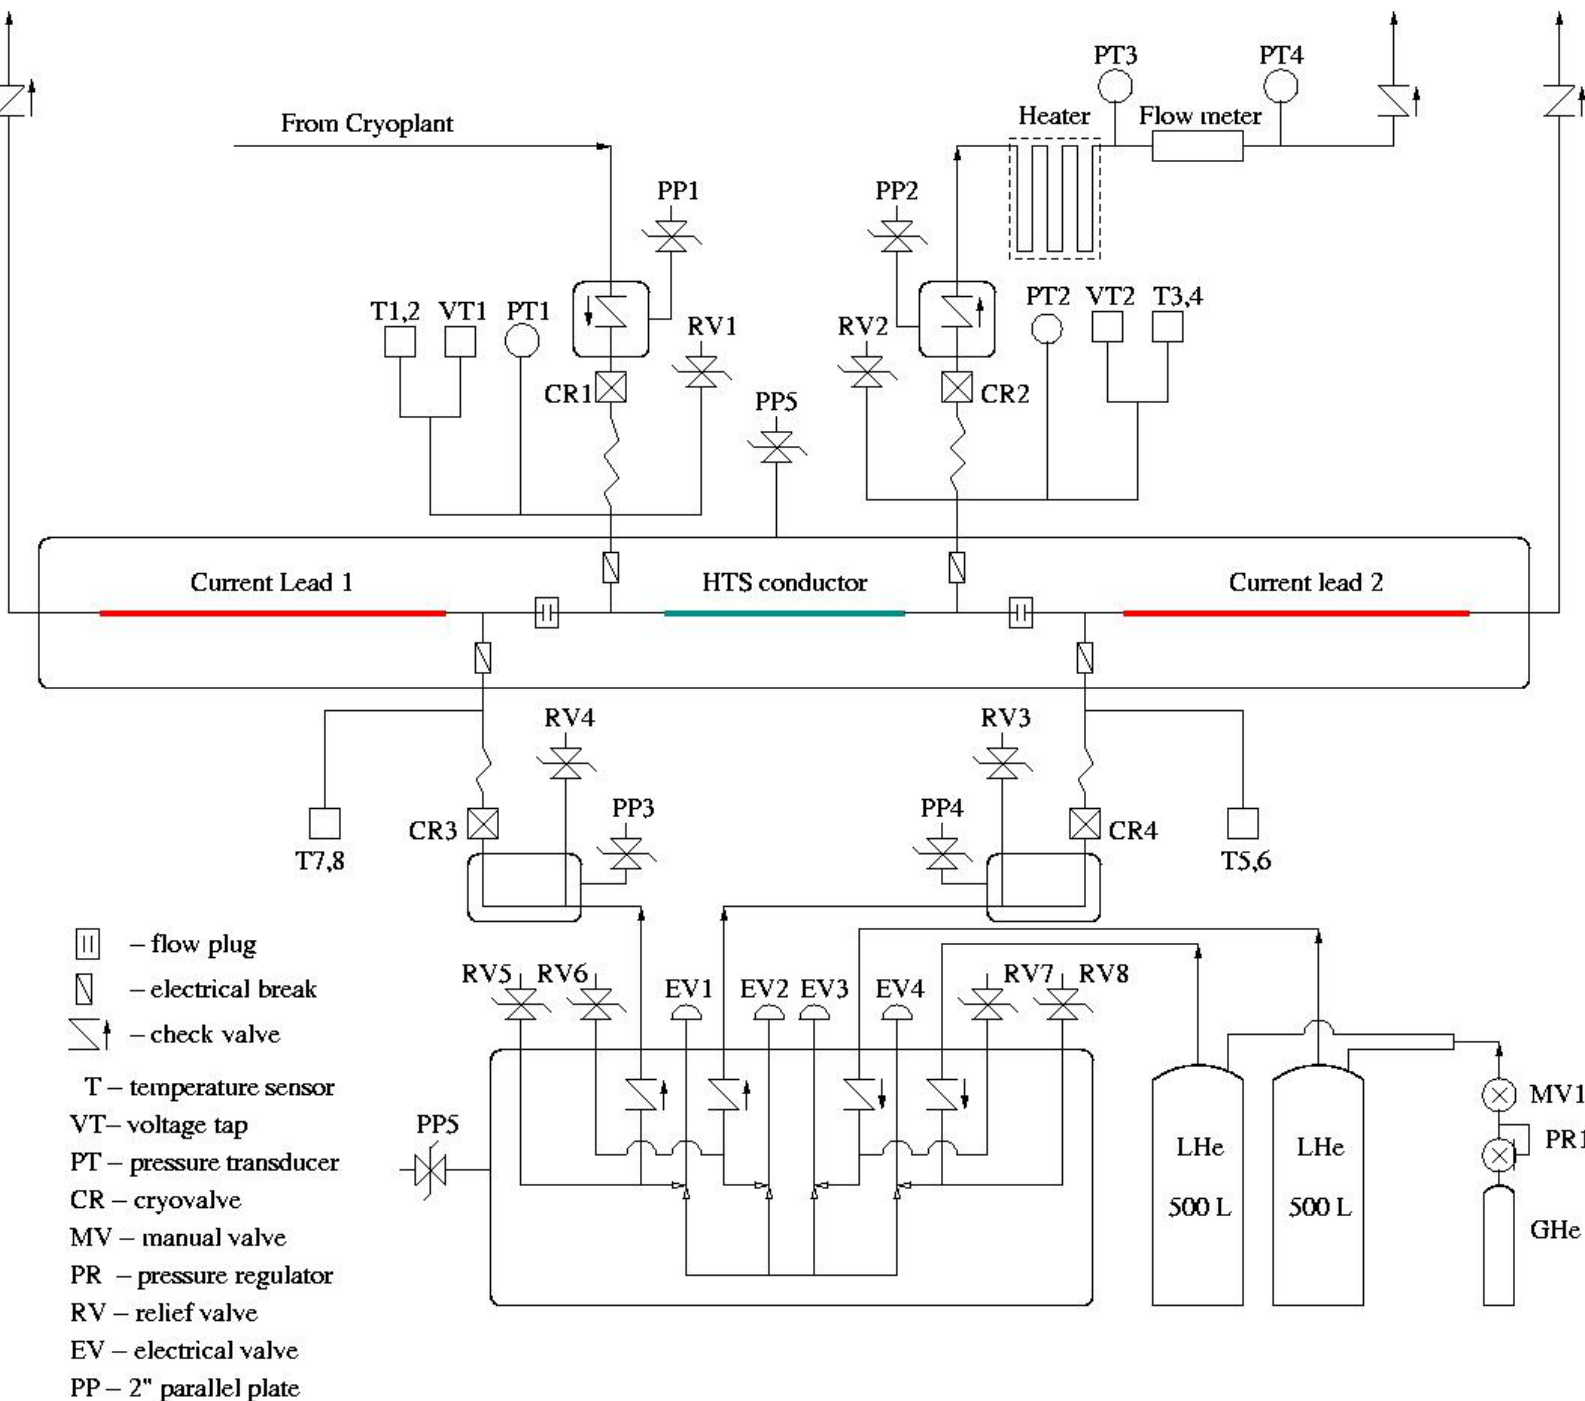 PT3
PT4
From Cryoplant
Heater
Flow meter
PP1
PP2
T1,2
VT1
PT1
RV1
RV2
PT2
VT2
T3,4
CR1
CR2
PP5
Current Lead 1
HTS conductor
Current lead 2
RV4
RV3
PP3
PP4
CR3
CR4
T7,8
T5,6
– flow plug
– electrical break
– check valve
T – temperature sensor
VT– voltage tap
PT – pressure transducer
CR – cryovalve
MV – manual valve
PR – pressure regulator
RV – relief valve
EV – electrical valve
PP – 2" parallel plate
RV5
RV6
EV1
EV2
EV3
EV4
RV7
RV8
PP5
LHe
500 L
LHe
500 L
MV1
PR1
GHe